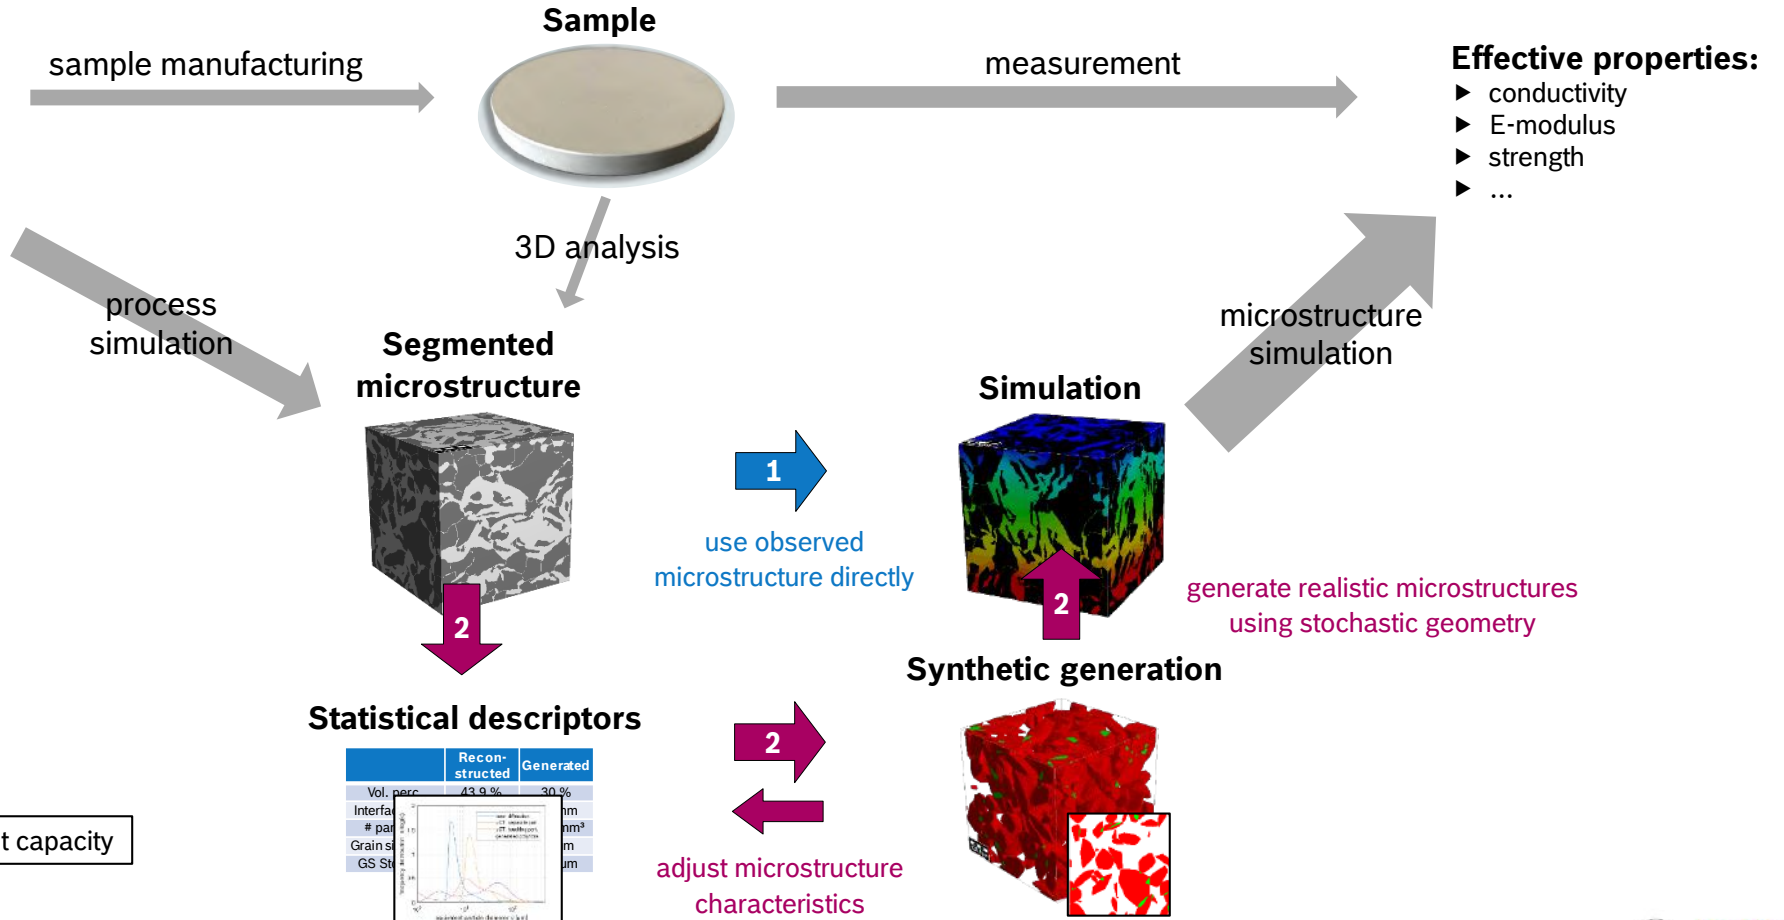 Sample
sample manufacturing
measurement
Effective properties:
conductivity
E-modulus
strength
...
3D analysis
process
simulation
microstructure
simulation
Segmented
microstructure
Simulation
1
use observed
microstructure directly
2
2
generate realistic microstructures
using stochastic geometry
Synthetic generation
Statistical descriptors
2
Recon-
structed
Generated
Vol. perc
43.9 %
30 %
t capacity
adjust microstructure
characteristics